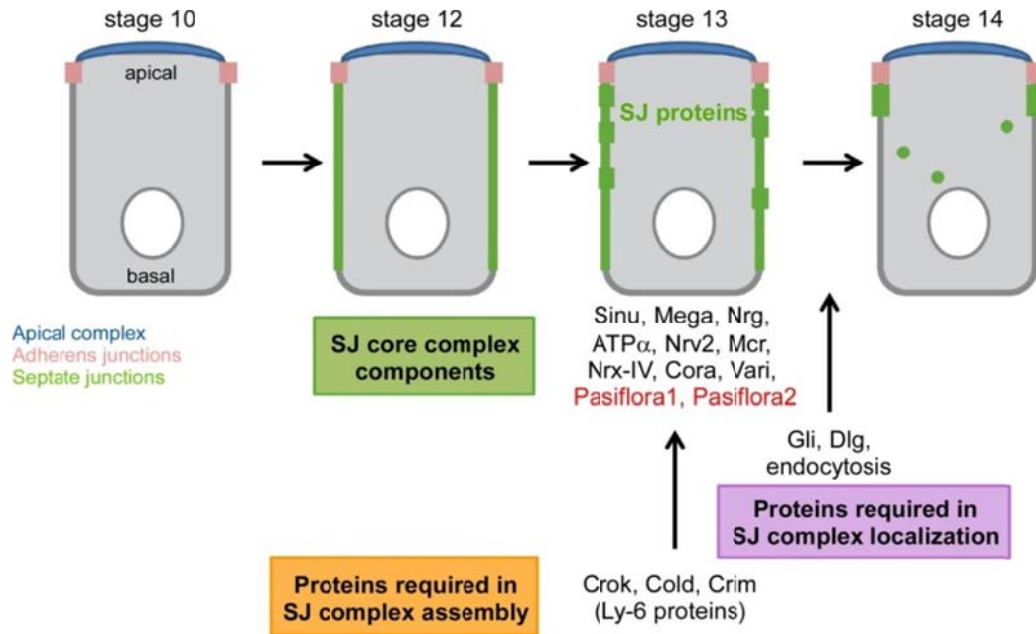 stage 10
stage 12
stage 13
stage 14
apical
SJ proteins
basal
Apical complex
Adherens junctions
Septate junctions
SJ core complex
components
Sinu, Mega, Nrg,
ATPα, Nrv2, Mcr,
Nrx-IV, Cora, Vari,
Pasiflora1, Pasiflora2
Gli, Dlg,
endocytosis
Proteins required in
SJ complex localization
Proteins required in
SJ complex assembly
Crok, Cold, Crim
(Ly-6 proteins)